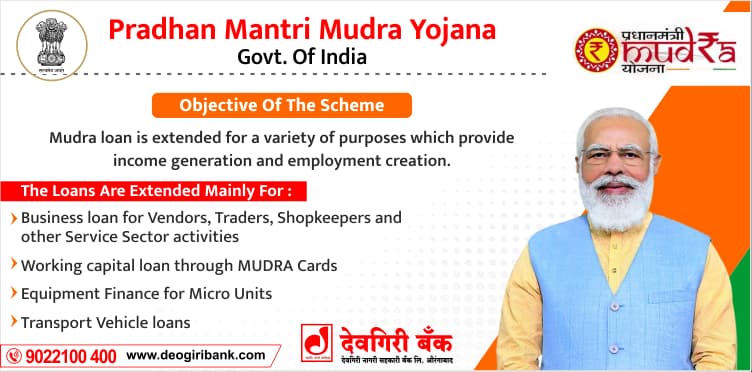 Pradhan Mantri Mudra Yojana
Govt. Of India
सत्यमेव जयते
प्रधानमंत्री
mudra
योजना
Objective Of The Scheme
Mudra loan is extended for a variety of purposes which provide
income generation and employment creation.
The Loans Are Extended Mainly For :
Business loan for Vendors, Traders, Shopkeepers and
other Service Sector activities
Working capital loan through MUDRA Cards
Equipment Finance for Micro Units
Transport Vehicle loans
देवगिरी बँक
देवगिरी नागरी सहकारी बँक लि. औरंगाबाद
9022100 400
www.deogiribank.com